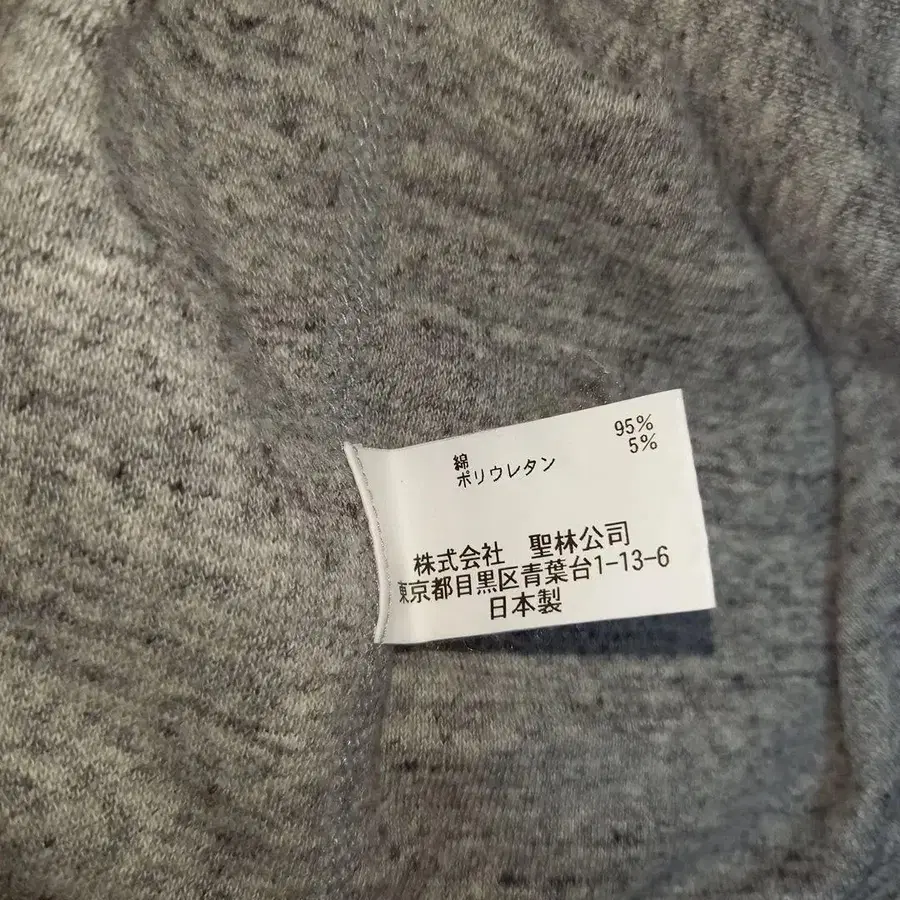 綿 95%
ポリウレタン 5%
株式会社 聖林公司
東京都目黒区青葉台1-13-6
日本製